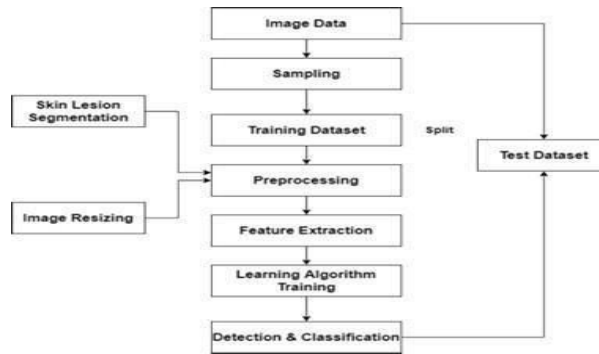 Image Data
Sampling
Skin Lesion
Segmentation
Training Dataset
Split
Test Dataset
Preprocessing
Image Resizing
Feature Extraction
Learning Algorithm
Training
Detection & Classification